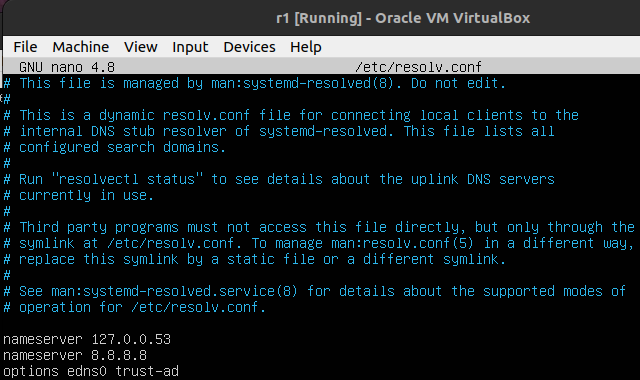 r1 [Running] - Oracle VM VirtualBox
File Machine View Input Devices Help
GNU nano 4.8 /etc/resolv.conf
# This file is managed by man:systemd-resolved(8). Do not edit.
#
# This is a dynamic resolv.conf file for connecting local clients to the
# internal DNS stub resolver of systemd-resolved. This file lists all
# configured search domains.
#
# Run "resolvectl status" to see details about the uplink DNS servers
# currently in use.
#
# Third party programs must not access this file directly, but only through the
# symlink at /etc/resolv.conf. To manage man:resolv.conf(5) in a different way,
# replace this symlink by a static file or a different symlink.
#
# See man:systemd-resolved.service(8) for details about the supported modes of
# operation for /etc/resolv.conf.
nameserver 127.0.0.53
nameserver 8.8.8.8
options edns0 trust-ad